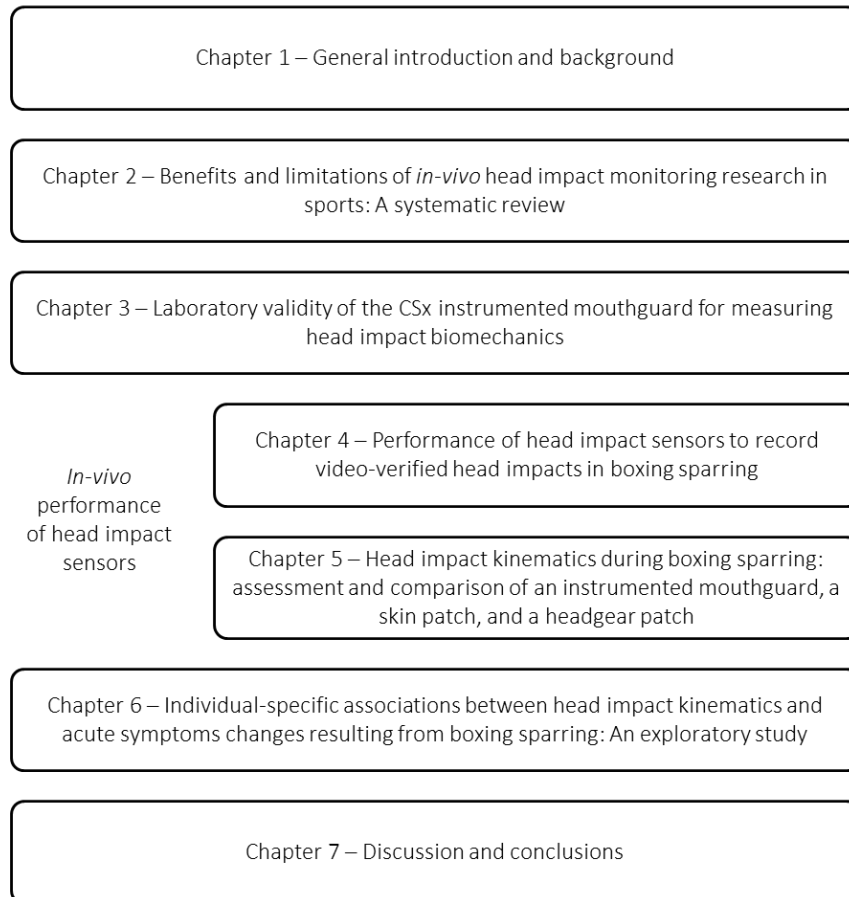 Chapter 1 – General introduction and background
Chapter 2 – Benefits and limitations of in-vivo head impact monitoring research in
sports: A systematic review
Chapter 3 – Laboratory validity of the CSx instrumented mouthguard for measuring
head impact biomechanics
In-vivo
performance
of head impact
sensors
Chapter 4 – Performance of head impact sensors to record
video-verified head impacts in boxing sparring
Chapter 5 – Head impact kinematics during boxing sparring:
assessment and comparison of an instrumented mouthguard, a
skin patch, and a headgear patch
Chapter 6 – Individual-specific associations between head impact kinematics and
acute symptoms changes resulting from boxing sparring: An exploratory study
Chapter 7 – Discussion and conclusions